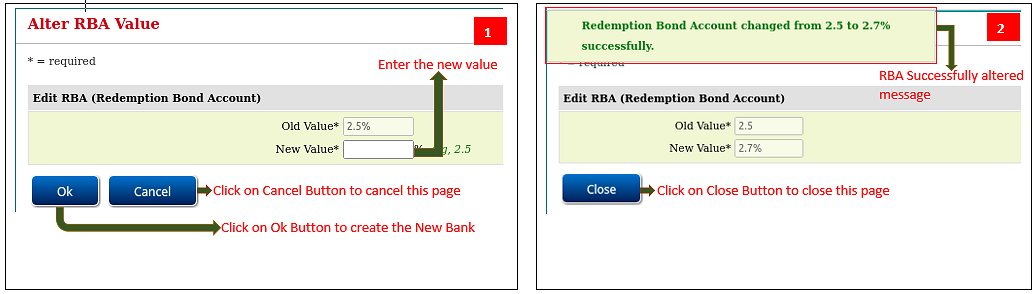 Alter RBA Value
1
* = required
Enter the new value
Edit RBA (Redemption Bond Account)
Old Value* 2.5%
New Value* % g, 2.5
Ok
Cancel
Click on Cancel Button to cancel this page
Click on Ok Button to create the New Bank
Redemption Bond Account changed from 2.5 to 2.7%
successfully.
2
= required
RBA Successfully altered
message
Edit RBA (Redemption Bond Account)
Old Value* 2.5
New Value* 2.7%
Close
Click on Close Button to close this page